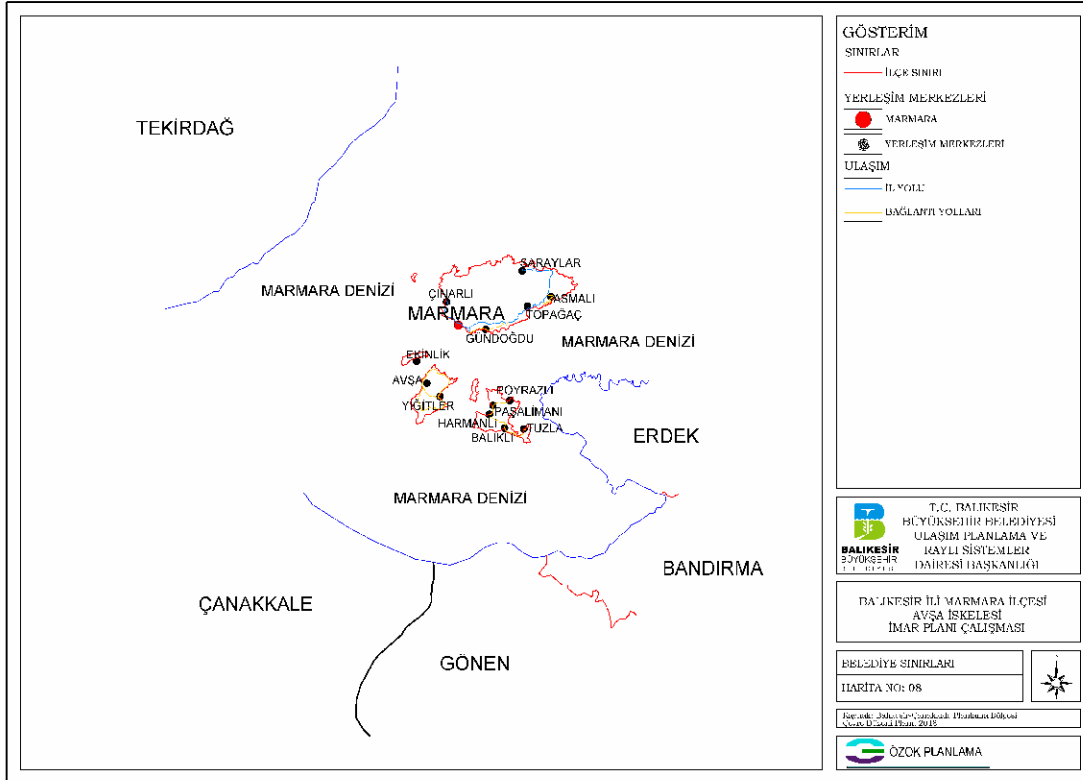 TEKİRDAĞ
MARMARA DENİZİ
SARAYLAR
ÇINARLI
ASMALI
MARMARA
TOPAĞAÇ
GÜNDOĞDU
MARMARA DENİZİ
EKİNLİK
AVŞA
YİĞİTLER
POYRAZLI
PAŞALİMANI
HARMANLI
BALIKLI
TUZLA
ERDEK
MARMARA DENİZİ
BANDIRMA
ÇANAKKALE
GÖNEN
GÖSTERİM
SINIRLAR
İLÇE SINIRI
YERLEŞİM MERKEZLERİ
MARMARA
YERLEŞİM MERKEZLERİ
ULAŞIM
İL YOLU
BAĞLANTI YOLLARI
BALIKESİR
BÜYÜKŞEHİR
T.C. BALIKESİR
BÜYÜKŞEHİR BELEDİYESİ
ULAŞIM PLANLAMA VE
RAYLI SİSTEMLER
DAİRESİ BAŞKANLIĞI
BALIKESİR İLİ MARMARA İLÇESİ
AVŞA İSKELESİ
İMAR PLANI ÇALIŞMASI
BELEDİYE SINIRLARI
HARİTA NO: 08
ÖZOK PLANLAMA